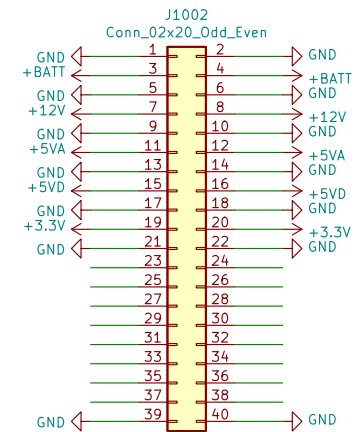 J1002
Conn_02x20_Odd_Even
GND 1 2 GND
+BATT 3 4 +BATT
GND 5 6 GND
+12V 7 8 +12V
GND 9 10 GND
+5VA 11 12 +5VA
GND 13 14 GND
+5VD 15 16 +5VD
GND 17 18 GND
+3.3V 19 20 +3.3V
GND 21 22 GND
23 24
25 26
27 28
29 30
31 32
33 34
35 36
37 38
GND 39 40 GND